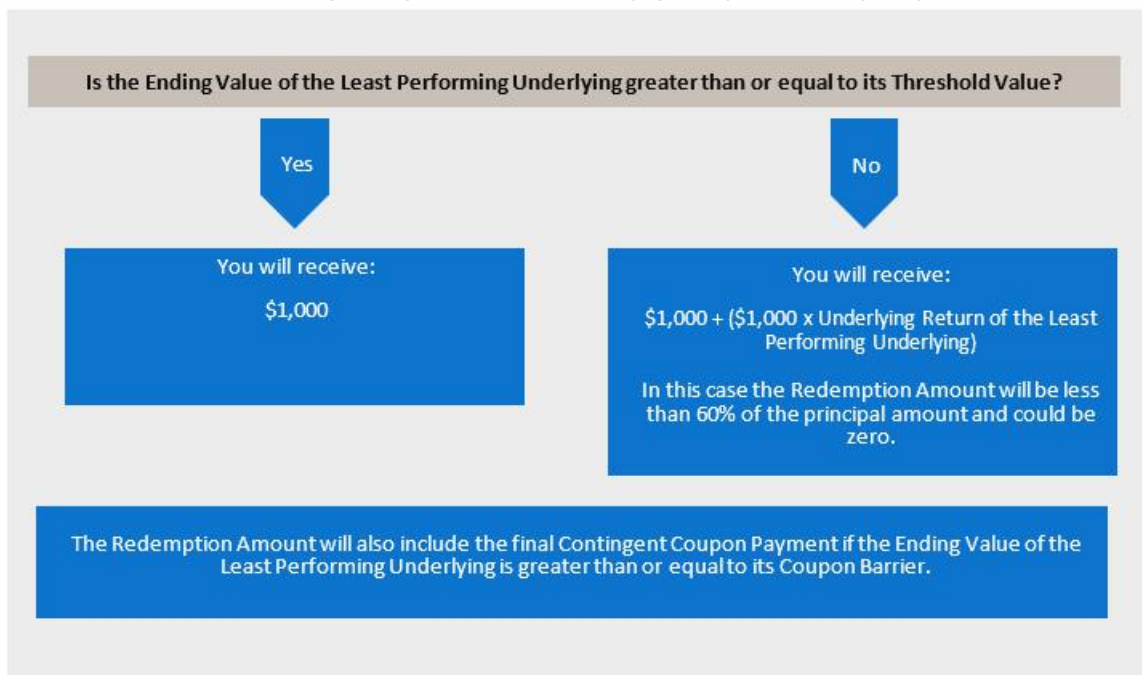 Is the Ending Value of the Least Performing Underlying greater than or equal to its Threshold Value?
Yes
No
You will receive:
$1,000
You will receive:
$1,000 + ($1,000 x Underlying Return of the Least
Performing Underlying)
In this case the Redemption Amount will be less
than 60% of the principal amount and could be
zero.
The Redemption Amount will also include the final Contingent Coupon Payment if the Ending Value of the
Least Performing Underlying is greater than or equal to its Coupon Barrier.